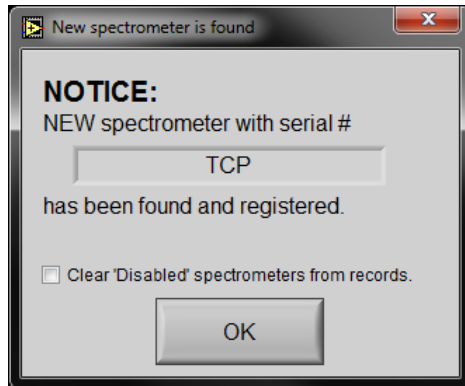 New spectrometer is found
NOTICE:
NEW spectrometer with serial #
TCP
has been found and registered.
Clear 'Disabled' spectrometers from records.
OK